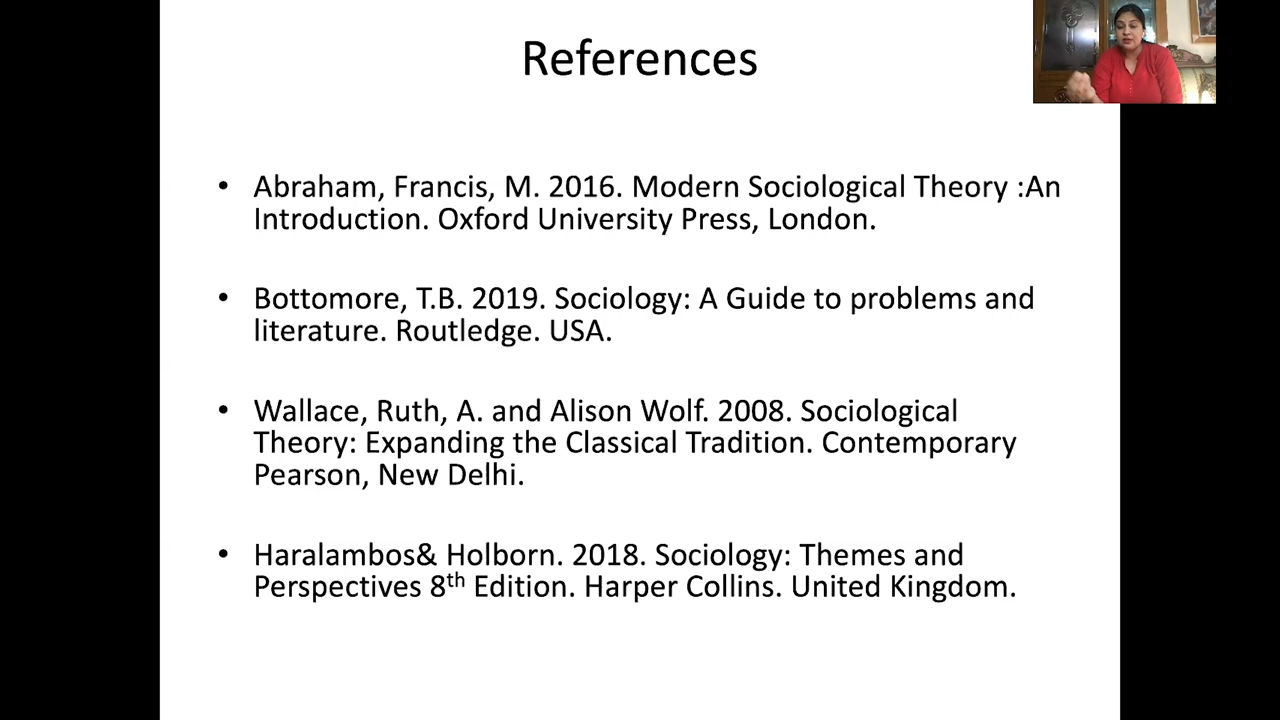 References
• Abraham, Francis, M. 2016. Modern Sociological Theory :An
Introduction. Oxford University Press, London.
• Bottomore, T.B. 2019. Sociology: A Guide to problems and
literature. Routledge. USA.
• Wallace, Ruth, A. and Alison Wolf. 2008. Sociological
Theory: Expanding the Classical Tradition. Contemporary
Pearson, New Delhi.
• Haralambos& Holborn. 2018. Sociology: Themes and
Perspectives 8th Edition. Harper Collins. United Kingdom.